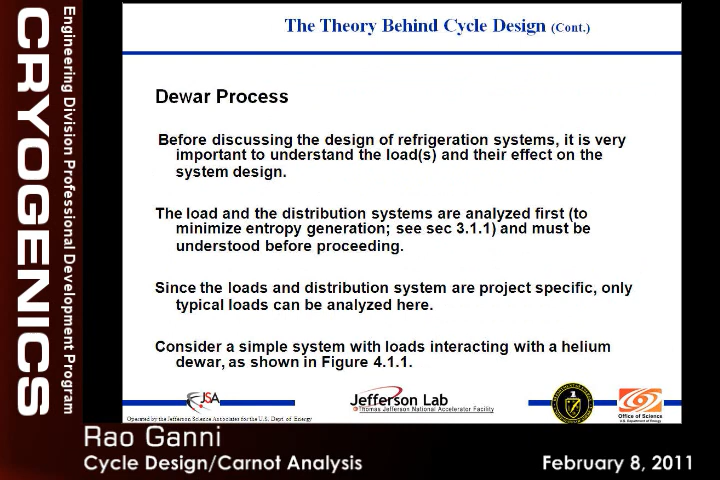 The Theory Behind Cycle Design (Cont.)
Dewar Process
Before discussing the design of refrigeration systems, it is very
important to understand the load(s) and their effect on the
system design.
The load and the distribution systems are analyzed first (to
minimize entropy generation; see sec 3.1.1) and must be
understood before proceeding.
Since the loads and distribution system are project specific, only
typical loads can be analyzed here.
Consider a simple system with loads interacting with a helium
dewar, as shown in Figure 4.1.1.
JSA
Operated by the Jefferson Science Associates for the U.S. Dept. of Energy
Jefferson Lab
Thomas Jefferson National Accelerator Facility
Office of Science
U.S. Department of Energy
CRYOGENICS
Engineering Division Professional Development Program
Rao Ganni
Cycle Design/Carnot Analysis
February 8, 2011